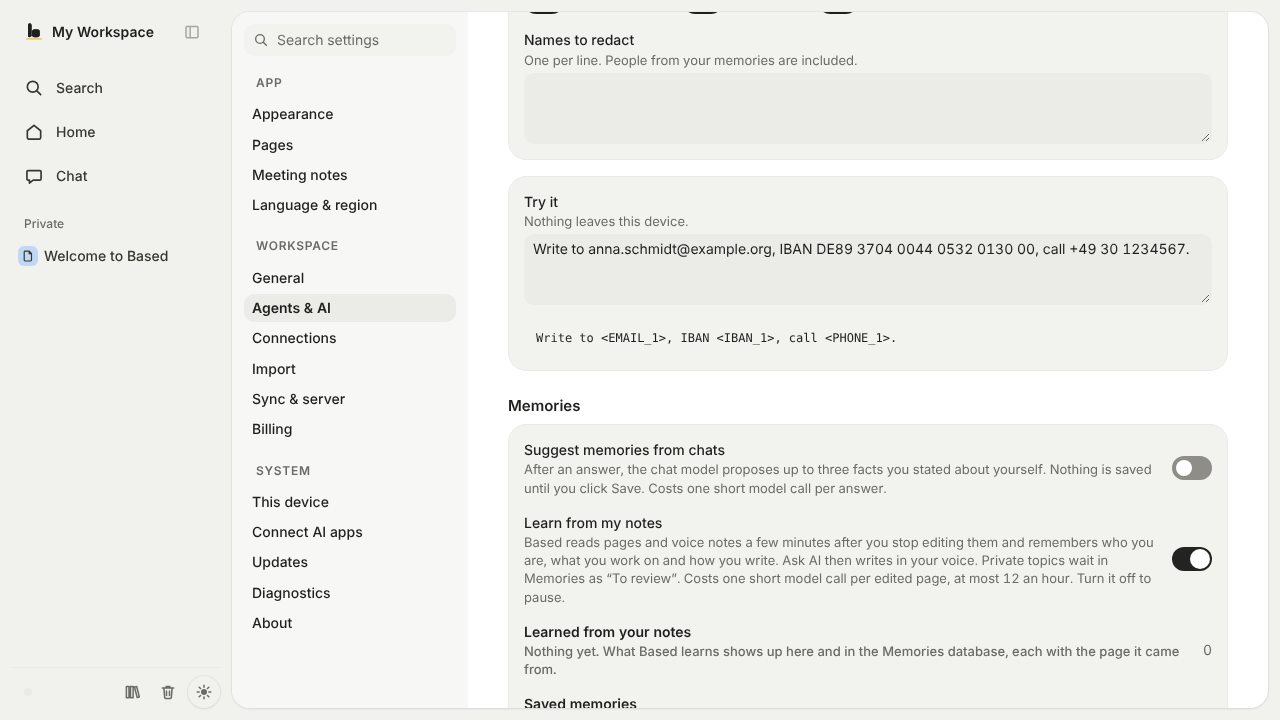 My Workspace
Search
Home
Chat
Private
Welcome to Based
Search settings
APP
Appearance
Pages
Meeting notes
Language & region
WORKSPACE
General
Agents & AI
Connections
Import
Sync & server
Billing
SYSTEM
This device
Connect AI apps
Updates
Diagnostics
About
Names to redact
One per line. People from your memories are included.
Try it
Nothing leaves this device.
Write to anna.schmidt@example.org, IBAN DE89 3704 0044 0532 0130 00, call +49 30 1234567.
Write to <EMAIL_1>, IBAN <IBAN_1>, call <PHONE_1>.
Memories
Suggest memories from chats
After an answer, the chat model proposes up to three facts you stated about yourself. Nothing is saved
until you click Save. Costs one short model call per answer.
Learn from my notes
Based reads pages and voice notes a few minutes after you stop editing them and remembers who you
are, what you work on and how you write. Ask AI then writes in your voice. Private topics wait in
Memories as “To review”. Costs one short model call per edited page, at most 12 an hour. Turn it off to
pause.
Learned from your notes
Nothing yet. What Based learns shows up here and in the Memories database, each with the page it came
from.
0
Saved memories